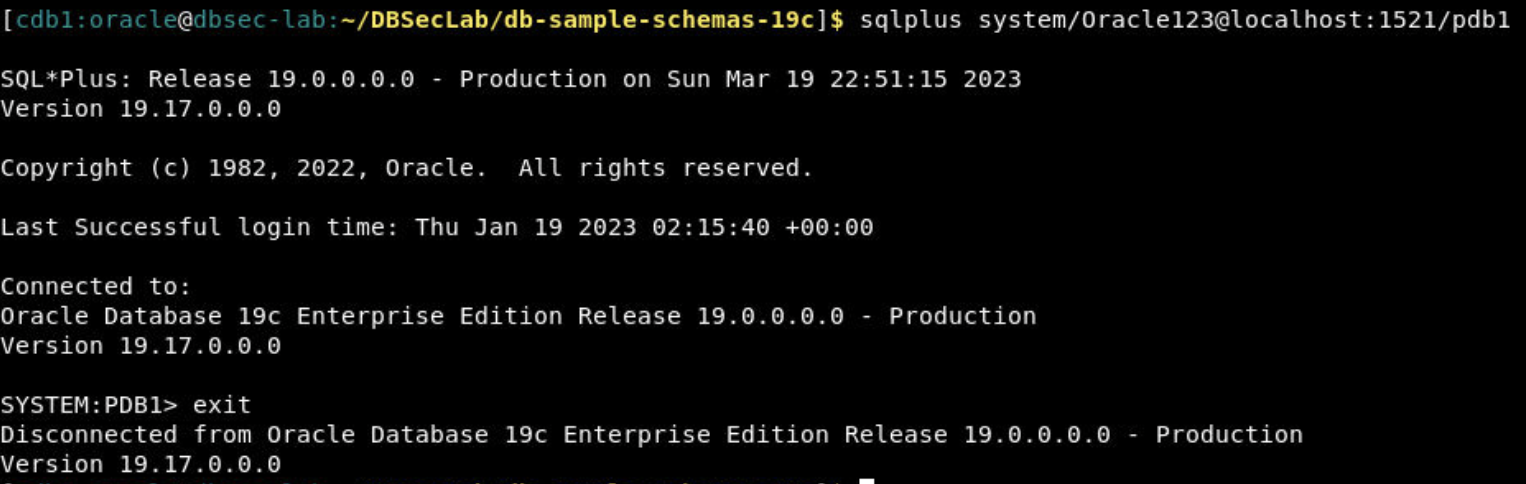 [cdb1:oracle@dbsec-lab:~/DBSecLab/db-sample-schemas-19c]$ sqlplus system/Oracle123@localhost:1521/pdb1
SQL*Plus: Release 19.0.0.0.0 - Production on Sun Mar 19 22:51:15 2023
Version 19.17.0.0.0
Copyright (c) 1982, 2022, Oracle.  All rights reserved.
Last Successful login time: Thu Jan 19 2023 02:15:40 +00:00
Connected to:
Oracle Database 19c Enterprise Edition Release 19.0.0.0.0 - Production
Version 19.17.0.0.0
SYSTEM:PDB1> exit
Disconnected from Oracle Database 19c Enterprise Edition Release 19.0.0.0.0 - Production
Version 19.17.0.0.0